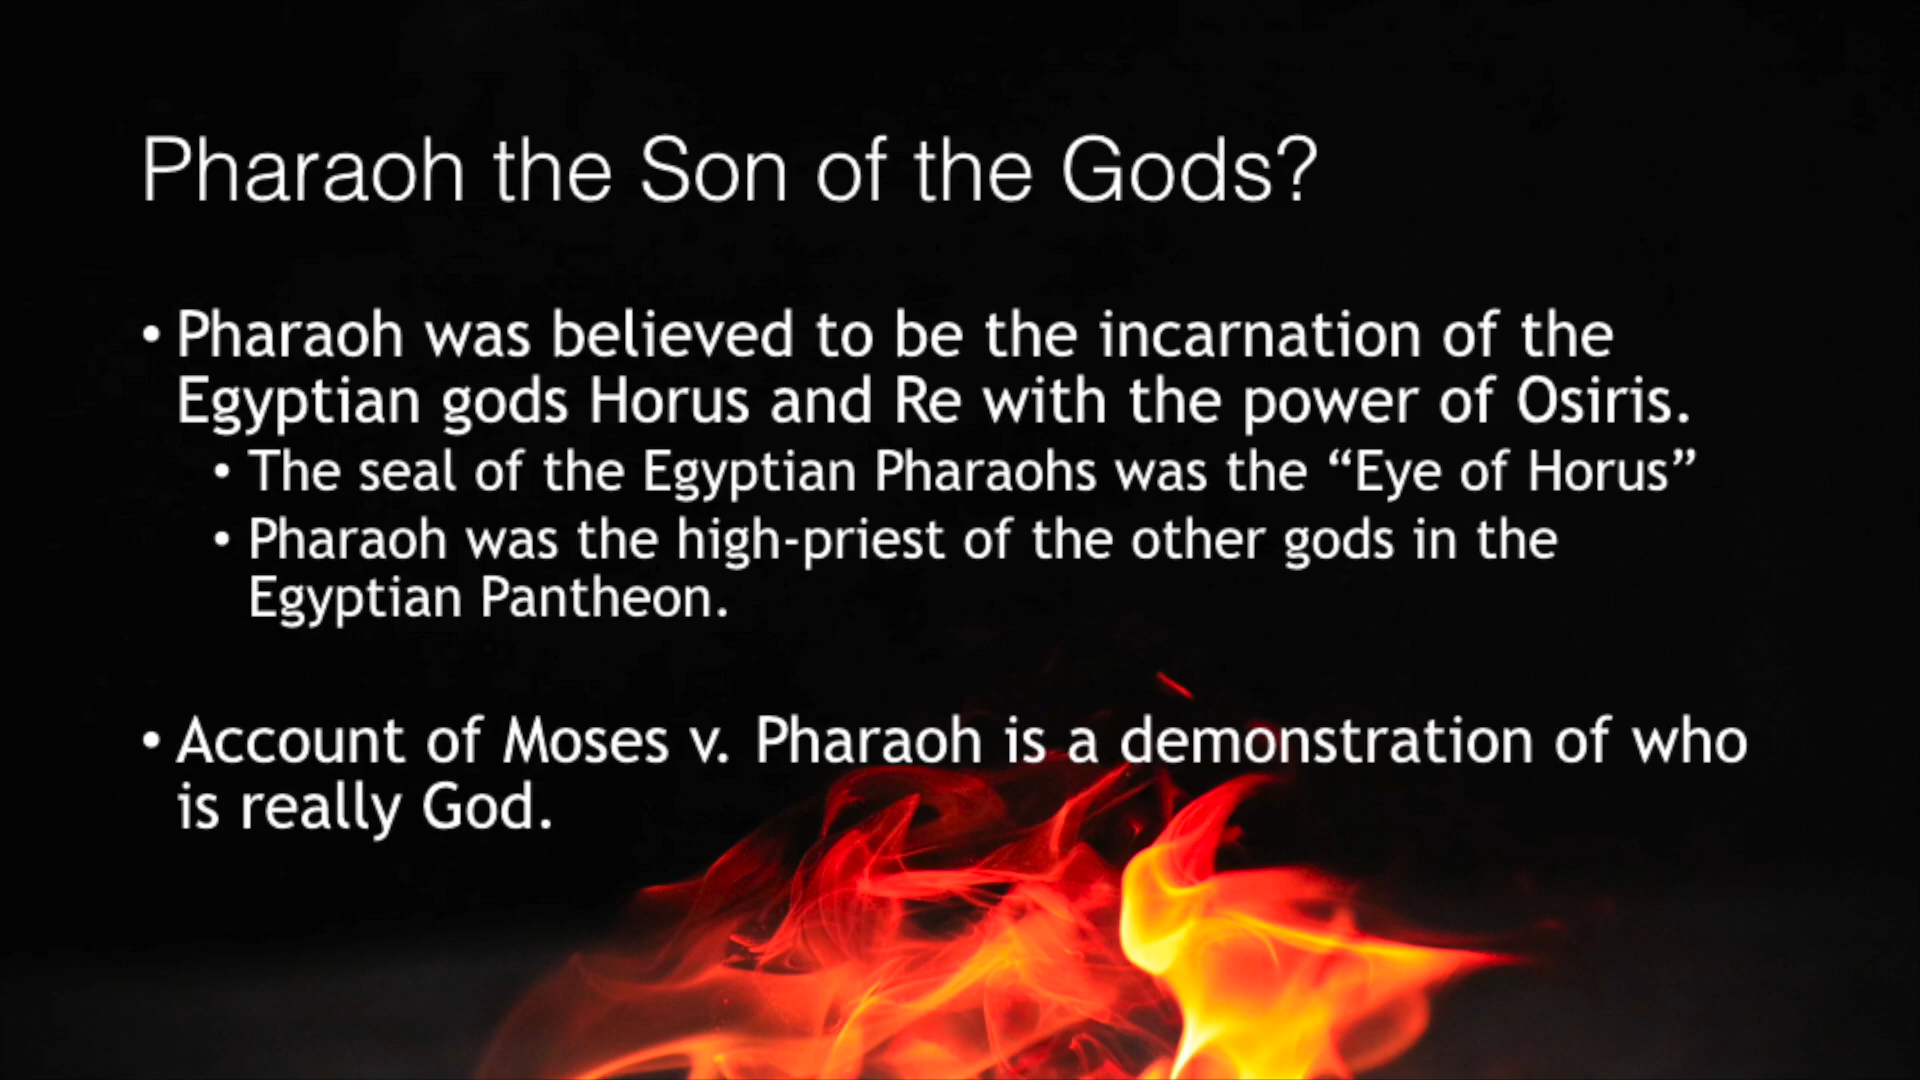 Pharaoh the Son of the Gods?
• Pharaoh was believed to be the incarnation of the
Egyptian gods Horus and Re with the power of Osiris.
• The seal of the Egyptian Pharaohs was the “Eye of Horus”
• Pharaoh was the high-priest of the other gods in the
Egyptian Pantheon.
• Account of Moses v. Pharaoh is a demonstration of who
is really God.